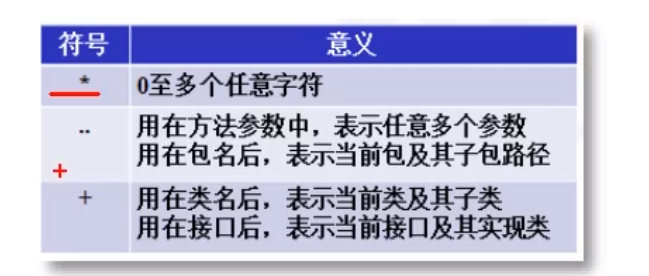 符号 意义
* 0至多个任意字符
.. 用在方法参数中，表示任意多个参数
用在包名后，表示当前包及其子包路径
+ 用在类名后，表示当前类及其子类
用在接口后，表示当前接口及其实现类